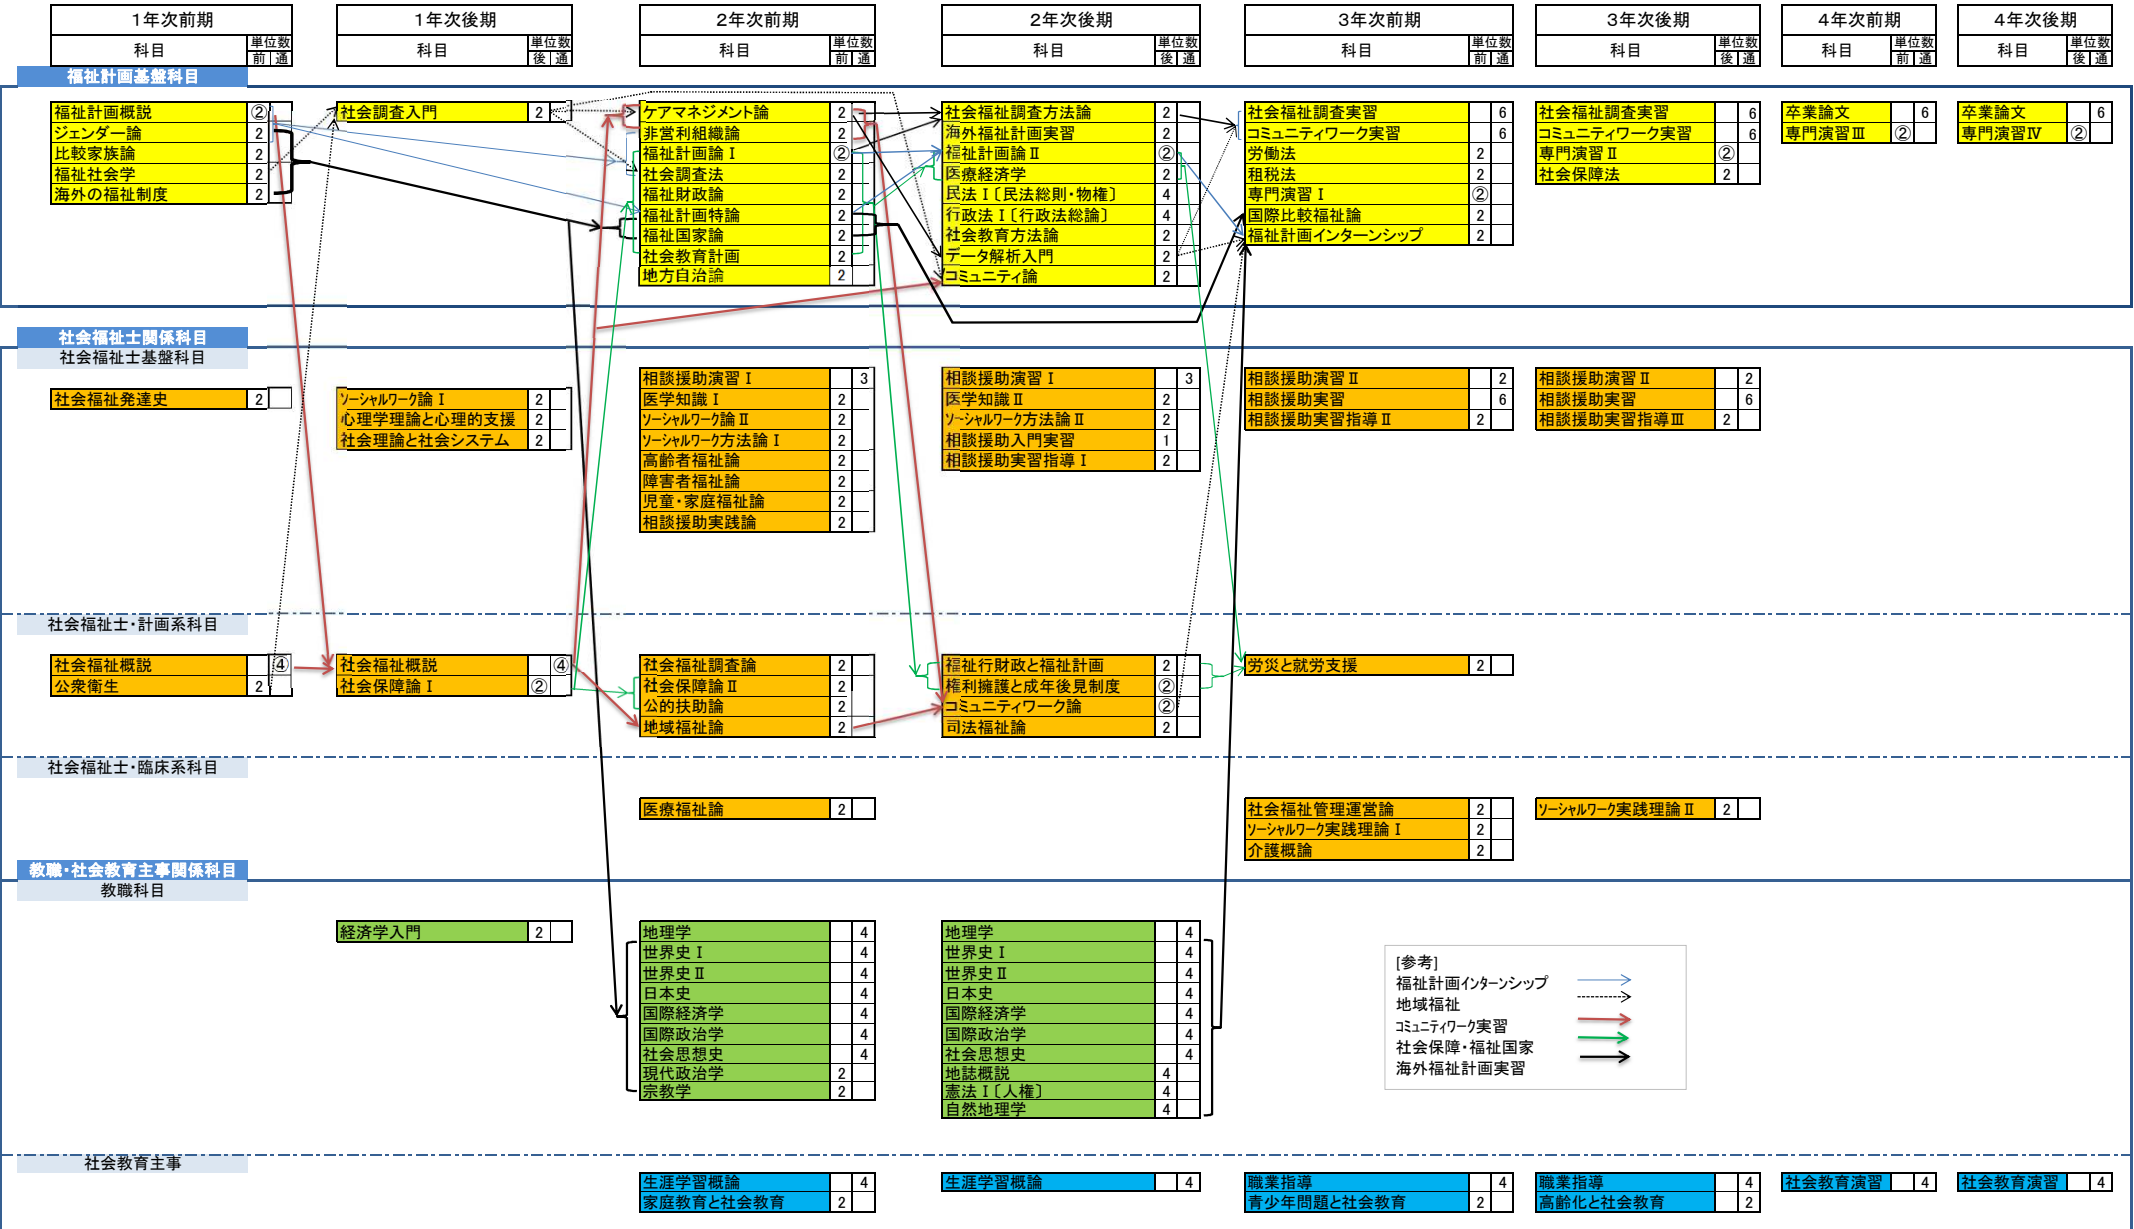 1年次前期 1年次後期 2年次前期 2年次後期 3年次前期 3年次後期 4年次前期 4年次後期
科目 単位数 科目 単位数 科目 単位数 科目 単位数 科目 単位数 科目 単位数 科目 単位数 科目 単位数
前 通 後 通 前 通 後 通 前 通 後 通 前 通 後 通
福祉計画基盤科目
福祉計画概説 ② 社会調査入門 2 ケアマネジメント論 2 社会福祉調査方法論 2 社会福祉調査実習 6 社会福祉調査実習 6 卒業論文 6 卒業論文 6
ジェンダー論 2 非営利組織論 2 海外福祉計画実習 2 コミュニティワーク実習 6 コミュニティワーク実習 6 専門演習Ⅲ ② 専門演習Ⅳ ②
比較家族論 2 福祉計画論Ⅰ ② 福祉計画論Ⅱ ② 労働法 2 専門演習Ⅱ ②
福祉社会学 2 社会調査法 2 医療経済学 2 租税法 2 社会保障法 2
海外の福祉制度 2 福祉財政論 2 民法Ⅰ〔民法総則・物権〕 4 専門演習Ⅰ ②
福祉計画特論 2 行政法Ⅰ〔行政法総論〕 4 国際比較福祉論 2
福祉国家論 2 社会教育方法論 2 福祉計画インターンシップ 2
社会教育計画 2 データ解析入門 2
地方自治論 2 コミュニティ論 2
社会福祉士関係科目
社会福祉士基盤科目
相談援助演習Ⅰ 3 相談援助演習Ⅰ 3 相談援助演習Ⅱ 2 相談援助演習Ⅱ 2
社会福祉発達史 2 ソーシャルワーク論Ⅰ 2 医学知識Ⅰ 2 医学知識Ⅱ 2 相談援助実習 6 相談援助実習 6
心理学理論と心理的支援 2 ソーシャルワーク論Ⅱ 2 ソーシャルワーク方法論Ⅱ 2 相談援助実習指導Ⅱ 2 相談援助実習指導Ⅲ 2
社会理論と社会システム 2 ソーシャルワーク方法論Ⅰ 2 相談援助入門実習 1
高齢者福祉論 2 相談援助実習指導Ⅰ 2
障害者福祉論 2
児童・家庭福祉論 2
相談援助実践論 2
社会福祉士・計画系科目
社会福祉概説 ④ 社会福祉概説 ④ 社会福祉調査論 2 福祉行財政と福祉計画 2 労災と就労支援 2
公衆衛生 2 社会保障論Ⅰ ② 社会保障論Ⅱ 2 権利擁護と成年後見制度 ②
公的扶助論 2 コミュニティワーク論 ②
地域福祉論 2 司法福祉論 2
社会福祉士・臨床系科目
医療福祉論 2 社会福祉管理運営論 2 ソーシャルワーク実践理論Ⅱ 2
ソーシャルワーク実践理論Ⅰ 2
介護概論 2
教職・社会教育主事関係科目
教職科目
経済学入門 2 地理学 4 地理学 4
世界史Ⅰ 4 世界史Ⅰ 4
世界史Ⅱ 4 世界史Ⅱ 4
日本史 4 日本史 4
国際経済学 4 国際経済学 4
国際政治学 4 国際政治学 4
社会思想史 4 社会思想史 4
現代政治学 2 地誌概説 4
宗教学 2 憲法Ⅰ〔人権〕 4
自然地理学 4
[参考]
福祉計画インターンシップ
地域福祉
コミュニティワーク実習
社会保障・福祉国家
海外福祉計画実習
社会教育主事
生涯学習概論 4 生涯学習概論 4 職業指導 4 職業指導 4 社会教育演習 4 社会教育演習 4
家庭教育と社会教育 2 青少年問題と社会教育 2 高齢化と社会教育 2